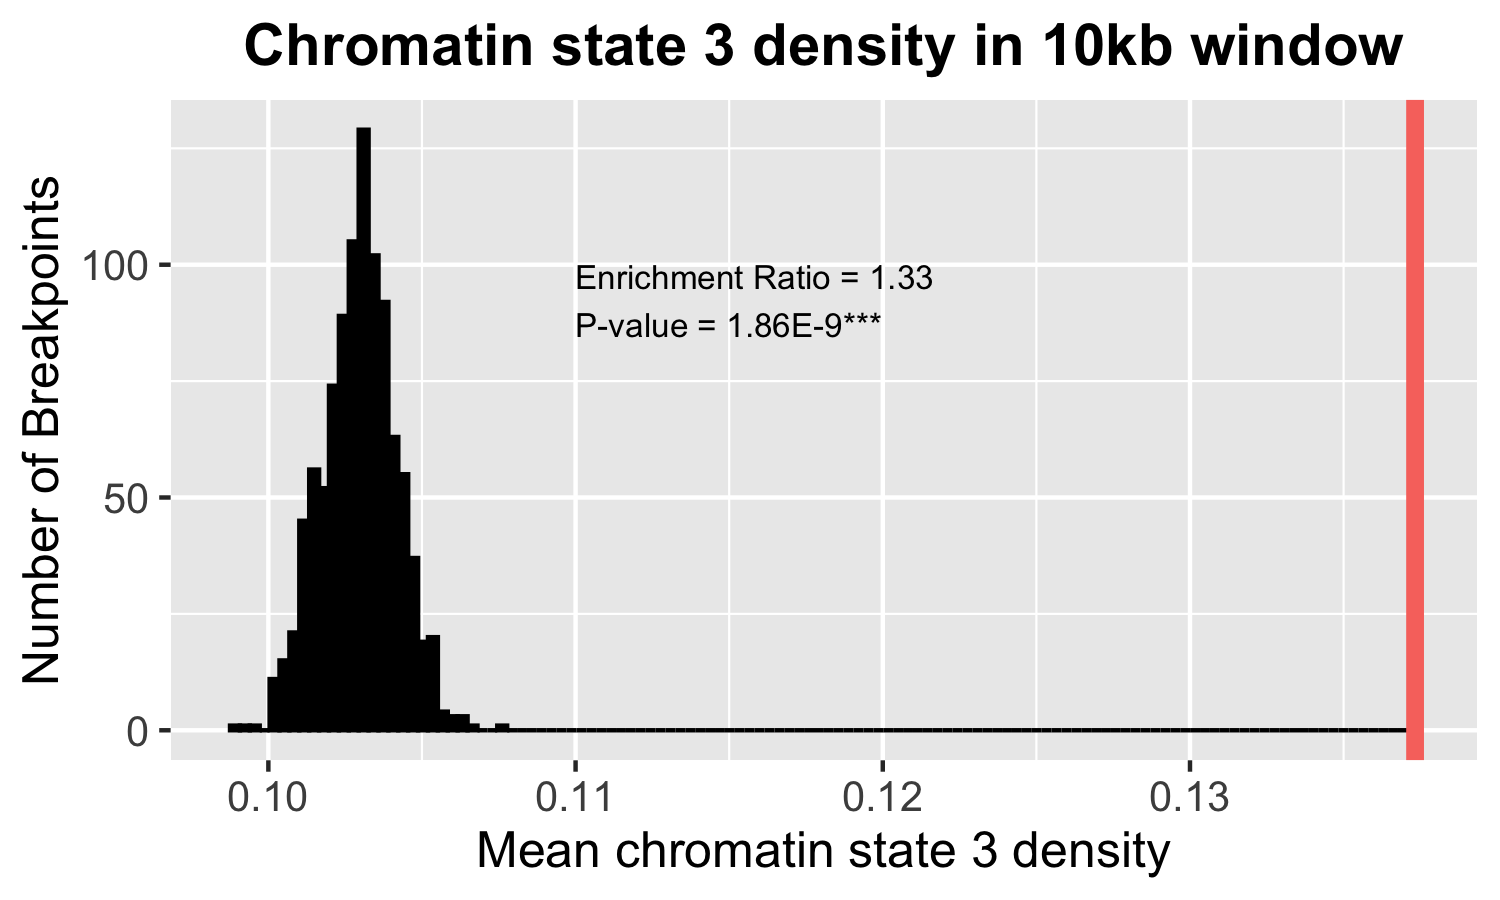 Chromatin state 3 density in 10kb window
Number of Breakpoints
100
50
0
Enrichment Ratio = 1.33
P-value = 1.86E-9***
0.10
0.11
0.12
0.13
Mean chromatin state 3 density